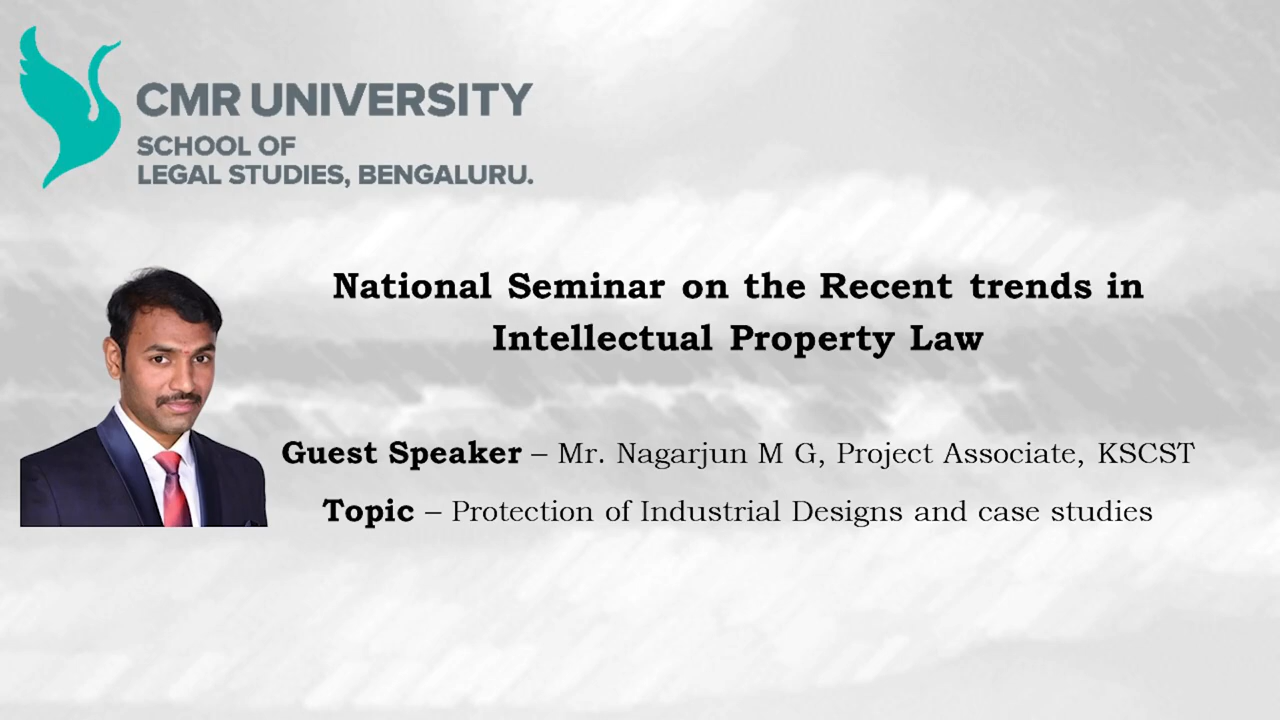 CMR UNIVERSITY
SCHOOL OF
LEGAL STUDIES, BENGALURU.
National Seminar on the Recent trends in
Intellectual Property Law
Guest Speaker – Mr. Nagarjun M G, Project Associate, KSCST
Topic – Protection of Industrial Designs and case studies